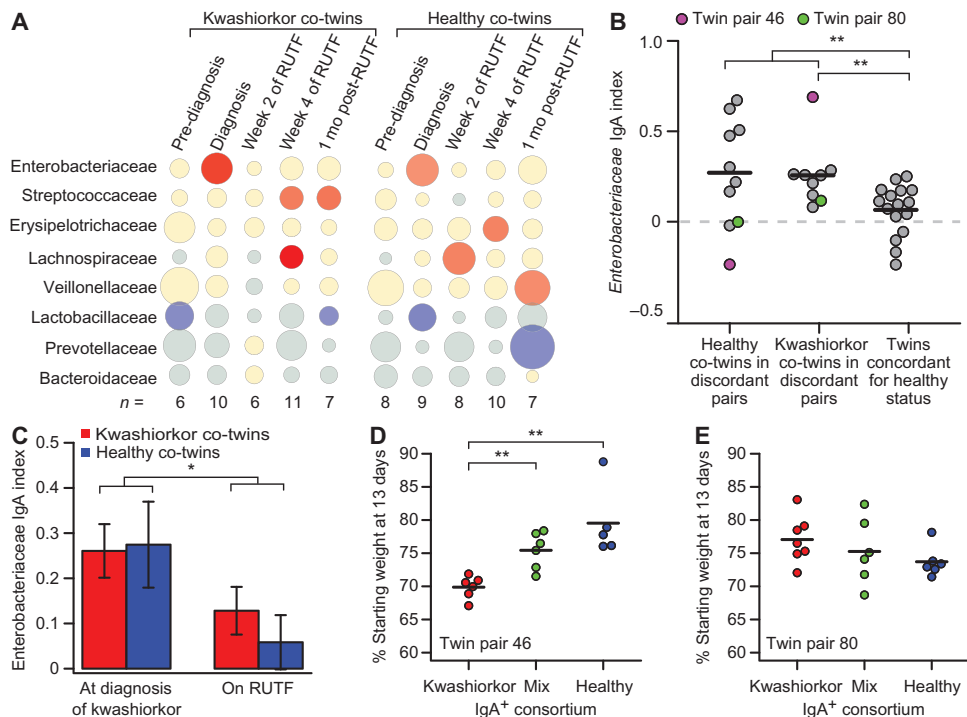 A
Kwashiorkor co-twins
Healthy co-twins
Pre-diagnosis
Diagnosis
Week 2 of RUTF
Week 4 of RUTF
1 mo post-RUTF
Pre-diagnosis
Diagnosis
Week 2 of RUTF
Week 4 of RUTF
1 mo post-RUTF
Enterobacteriaceae
Streptococcaceae
Erysipelotrichaceae
Lachnospiraceae
Veillonellaceae
Lactobacillaceae
Prevotellaceae
Bacteroidaceae
n = 6 10 6 11 7 8 9 8 10 7
B
Twin pair 46 Twin pair 80
**
**
1.0
0.5
0
–0.5
Enterobacteriaceae IgA index
Healthy
co-twins in
discordant
pairs
Kwashiorkor
co-twins in
discordant
pairs
Twins
concordant
for healthy
status
C
Kwashiorkor co-twins
Healthy co-twins
*
0.5
0.4
0.3
0.2
0.1
0
Enterobacteriaceae IgA index
At diagnosis
of kwashiorkor
On RUTF
D
**
**
90
85
80
75
70
65
60
% Starting weight at 13 days
Twin pair 46
Kwashiorkor Mix Healthy
IgA+ consortium
E
90
85
80
75
70
65
60
% Starting weight at 13 days
Twin pair 80
Kwashiorkor Mix Healthy
IgA+ consortium